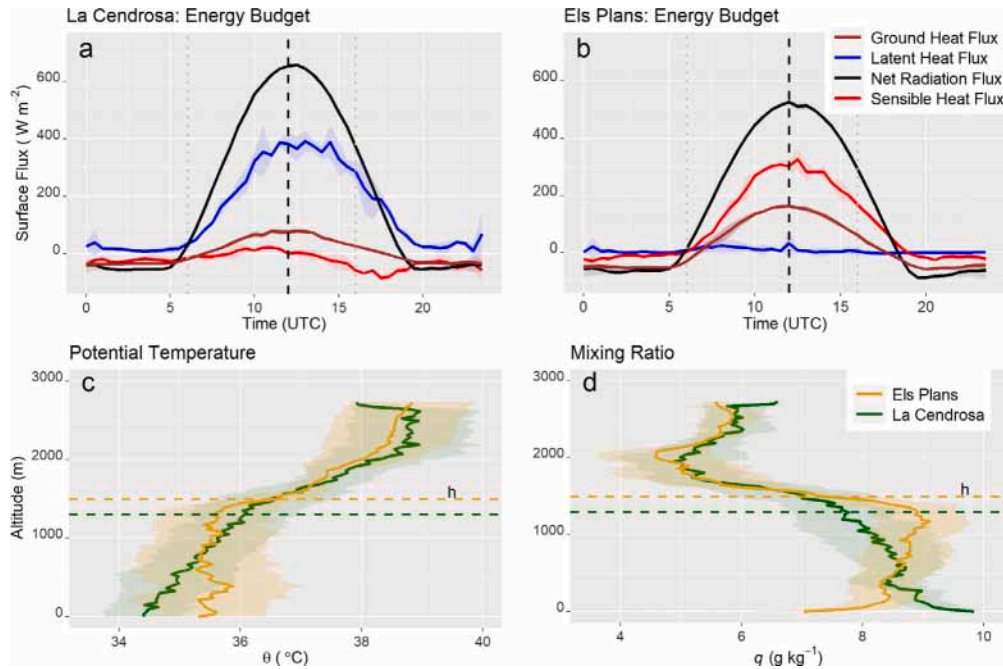 La Cendrosa: Energy Budget
a
Surface Flux ( W m⁻²)
600
400
200
0
0 5 10 15 20
Time (UTC)
Els Plans: Energy Budget
b
Ground Heat Flux
Latent Heat Flux
Net Radiation Flux
Sensible Heat Flux
600
400
200
0
0 5 10 15 20
Time (UTC)
Potential Temperature
c
Altitude (m)
3000
2000
1000
0
h
34 36 38 40
θ ( °C)
Mixing Ratio
d
Els Plans
La Cendrosa
3000
2000
1000
0
h
4 6 8 10
q (g kg⁻¹)